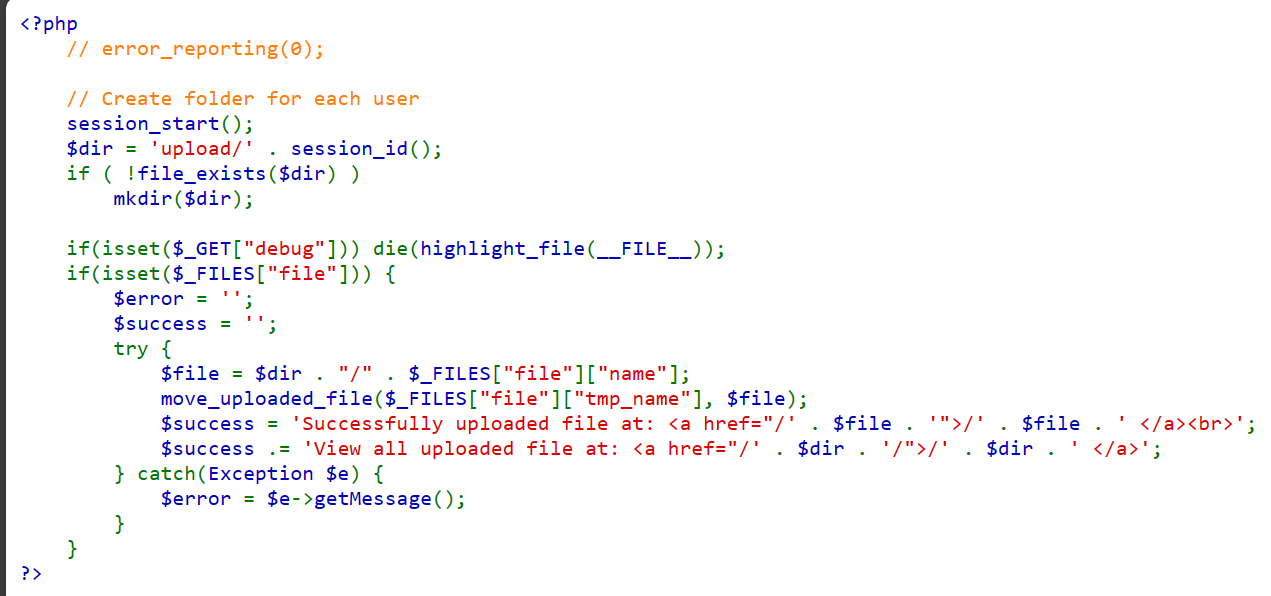 <?php
// error_reporting(0);
// Create folder for each user
session_start();
$dir = 'upload/' . session_id();
if ( !file_exists($dir) )
mkdir($dir);
if(isset($_GET["debug"])) die(highlight_file(__FILE__));
if(isset($_FILES["file"])) {
$error = '';
$success = '';
try {
$file = $dir . "/" . $_FILES["file"]["name"];
move_uploaded_file($_FILES["file"]["tmp_name"], $file);
$success = 'Successfully uploaded file at: <a href="/' . $file . '">/' . $file . ' </a><br>';
$success .= 'View all uploaded file at: <a href="/' . $dir . '/">/' . $dir . ' </a>';
} catch(Exception $e) {
$error = $e->getMessage();
}
}
?>